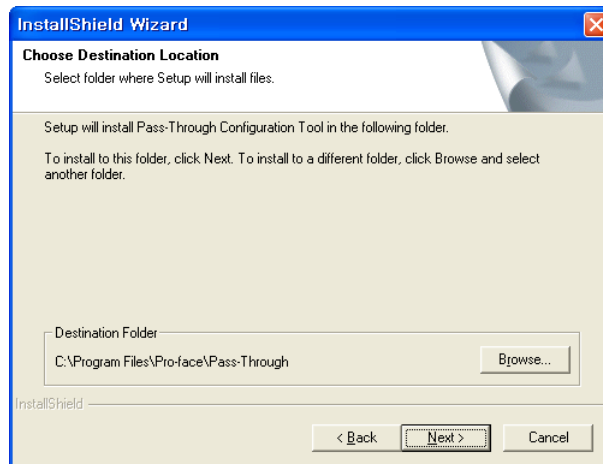 InstallShield Wizard
Choose Destination Location
Select folder where Setup will install files.
Setup will install Pass-Through Configuration Tool in the following folder.
To install to this folder, click Next. To install to a different folder, click Browse and select
another folder.
Destination Folder
C:\Program Files\Pro-face\Pass-Through
Browse...
InstallShield
< Back
Next >
Cancel